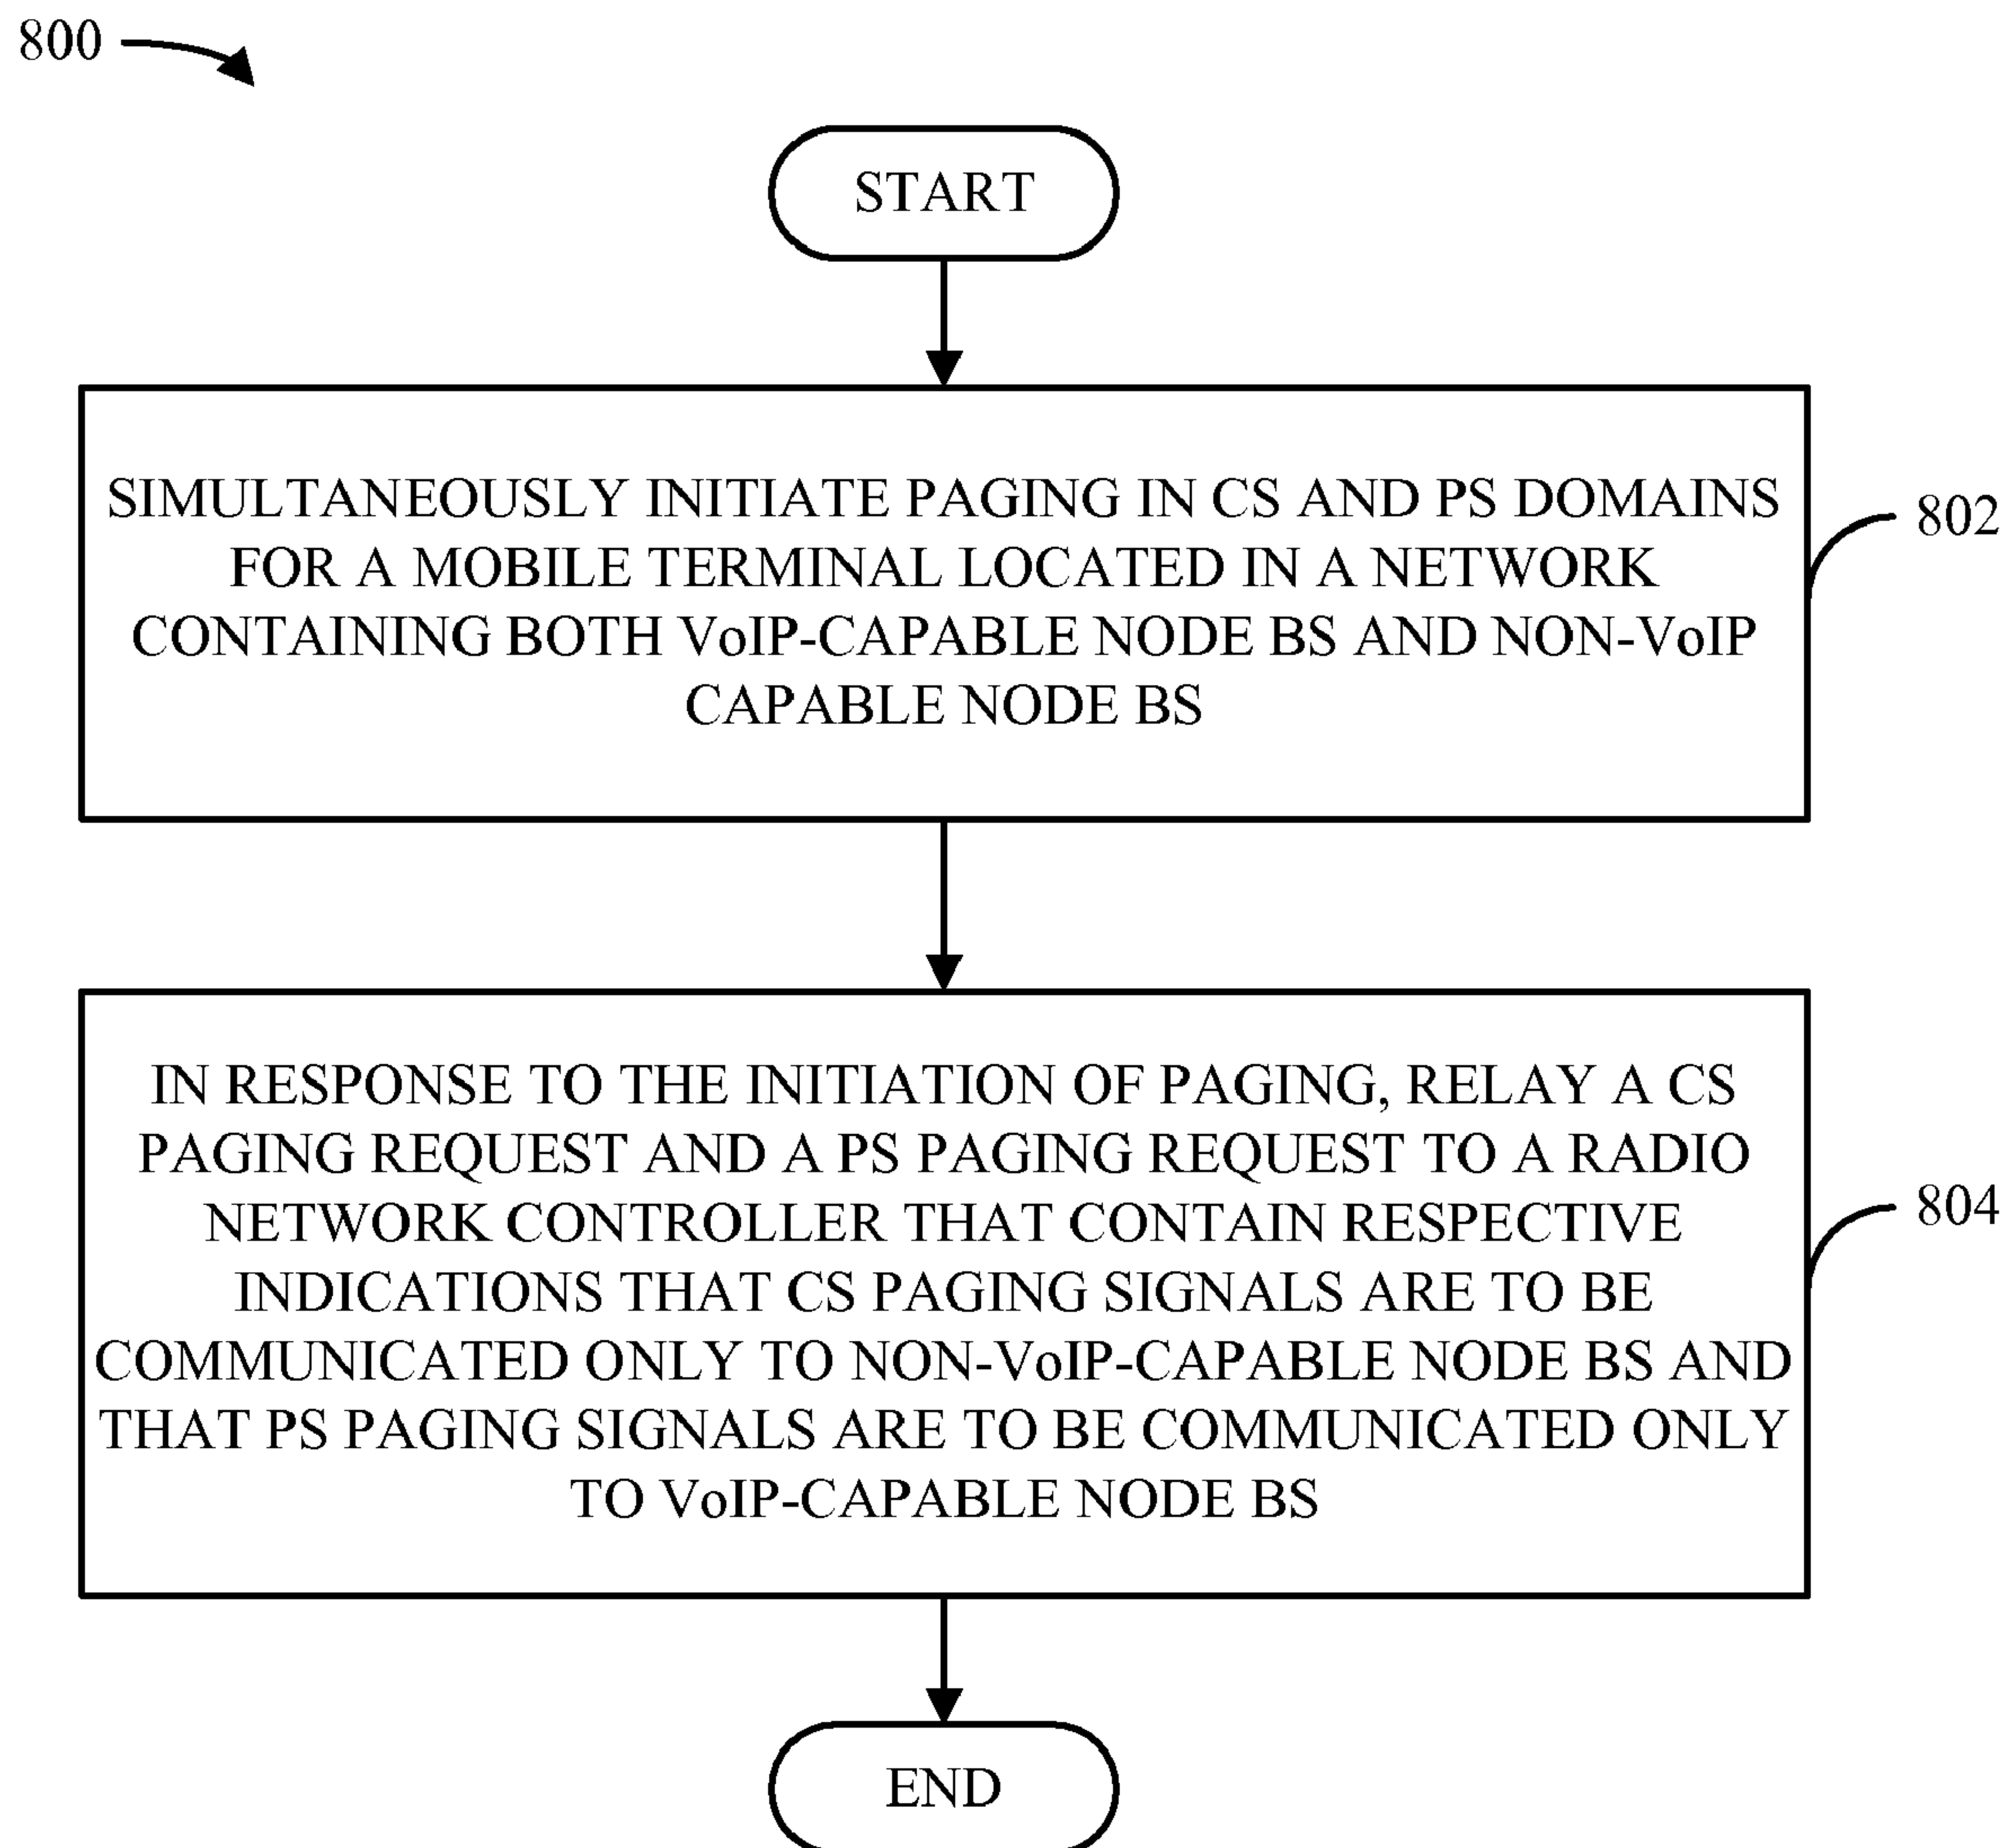 800
START
SIMULTANEOUSLY INITIATE PAGING IN CS AND PS DOMAINS
FOR A MOBILE TERMINAL LOCATED IN A NETWORK
CONTAINING BOTH VoIP-CAPABLE NODE BS AND NON-VoIP
CAPABLE NODE BS
802
IN RESPONSE TO THE INITIATION OF PAGING, RELAY A CS
PAGING REQUEST AND A PS PAGING REQUEST TO A RADIO
NETWORK CONTROLLER THAT CONTAIN RESPECTIVE
INDICATIONS THAT CS PAGING SIGNALS ARE TO BE
COMMUNICATED ONLY TO NON-VoIP-CAPABLE NODE BS AND
THAT PS PAGING SIGNALS ARE TO BE COMMUNICATED ONLY
TO VoIP-CAPABLE NODE BS
804
END